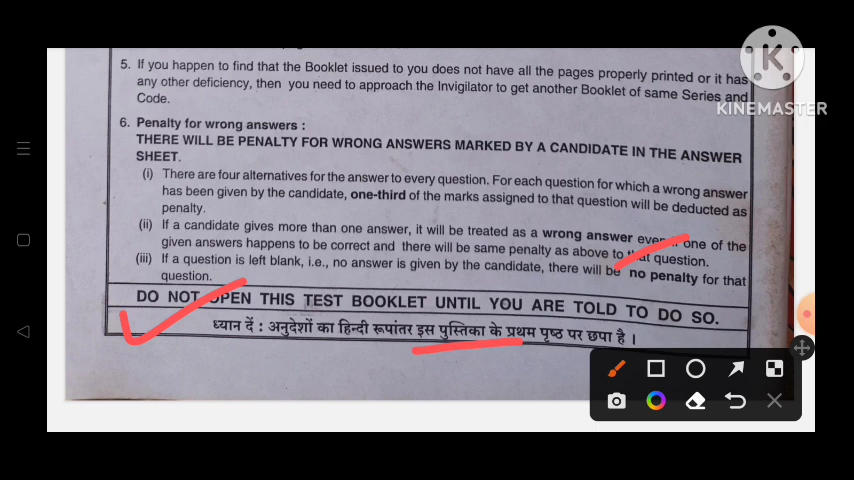 5. If you happen to find that the Booklet issued to you does not have all the pages properly printed or it has
any other deficiency, then you need to approach the Invigilator to get another Booklet of same Series and
Code.
6. Penalty for wrong answers :
THERE WILL BE PENALTY FOR WRONG ANSWERS MARKED BY A CANDIDATE IN THE ANSWER
SHEET.
(i) There are four alternatives for the answer to every question. For each question for which a wrong answer
has been given by the candidate, one-third of the marks assigned to that question will be deducted as
penalty.
(ii) If a candidate gives more than one answer, it will be treated as a wrong answer even if one of the
given answers happens to be correct and there will be same penalty as above to that question.
(iii) If a question is left blank, i.e., no answer is given by the candidate, there will be no penalty for that
question.
DO NOT OPEN THIS TEST BOOKLET UNTIL YOU ARE TOLD TO DO SO.
ध्यान दें : अनुदेशों का हिन्दी रूपांतर इस पुस्तिका के प्रथम पृष्ठ पर छपा है ।
K
KINEMASTER